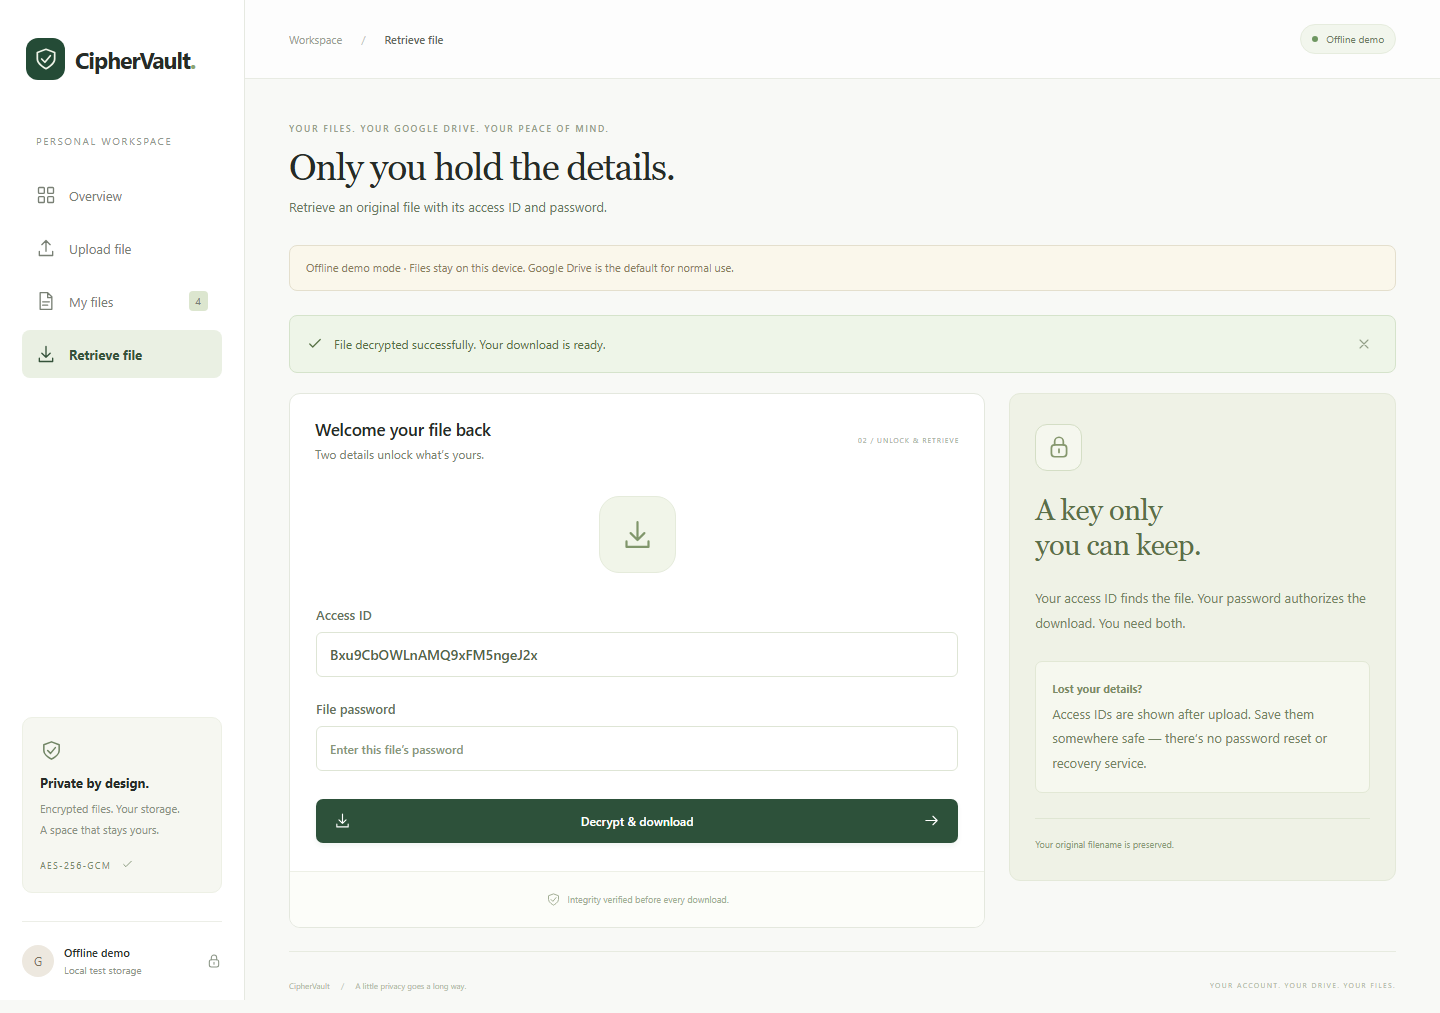 CipherVault.
PERSONAL WORKSPACE
Overview
Upload file
My files 4
Retrieve file
Private by design.
Encrypted files. Your storage.
A space that stays yours.
AES-256-GCM
G
Offline demo
Local test storage
Workspace / Retrieve file
Offline demo
YOUR FILES. YOUR GOOGLE DRIVE. YOUR PEACE OF MIND.
Only you hold the details.
Retrieve an original file with its access ID and password.
Offline demo mode · Files stay on this device. Google Drive is the default for normal use.
File decrypted successfully. Your download is ready.
Welcome your file back
Two details unlock what's yours.
02 / UNLOCK & RETRIEVE
Access ID
Bxu9CbOWLnAMQ9xFM5ngeJ2x
File password
Enter this file's password
Decrypt & download
Integrity verified before every download.
A key only
you can keep.
Your access ID finds the file. Your password authorizes the
download. You need both.
Lost your details?
Access IDs are shown after upload. Save them
somewhere safe — there's no password reset or
recovery service.
Your original filename is preserved.
CipherVault / A little privacy goes a long way.
YOUR ACCOUNT. YOUR DRIVE. YOUR FILES.